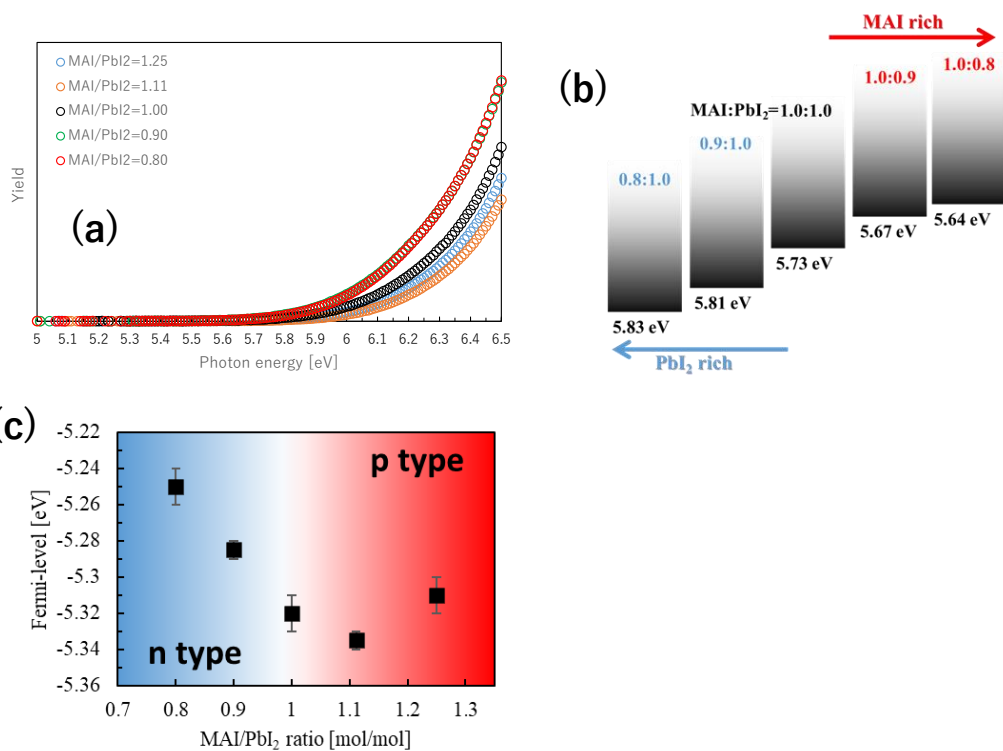 MAI/PbI2=1.25
MAI/PbI2=1.11
MAI/PbI2=1.00
MAI/PbI2=0.90
MAI/PbI2=0.80
Yield
(a)
5 5.1 5.2 5.3 5.4 5.5 5.6 5.7 5.8 5.9 6 6.1 6.2 6.3 6.4 6.5
Photon energy [eV]
MAI rich
(b)
1.0:0.9
1.0:0.8
MAI:PbI₂=1.0:1.0
0.9:1.0
0.8:1.0
5.64 eV
5.67 eV
5.73 eV
5.81 eV
5.83 eV
PbI₂ rich
(c)
-5.22
-5.24
-5.26
-5.28
-5.3
-5.32
-5.34
-5.36
Fermi-level [eV]
p type
n type
0.7 0.8 0.9 1 1.1 1.2 1.3
MAI/PbI₂ ratio [mol/mol]